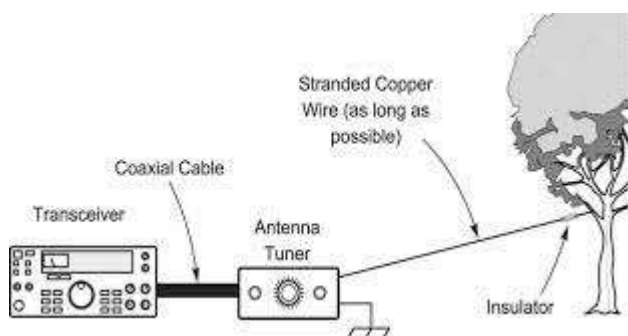 Stranded Copper
Wire (as long as
possible)
Coaxial Cable
Transceiver
Antenna
Tuner
Insulator